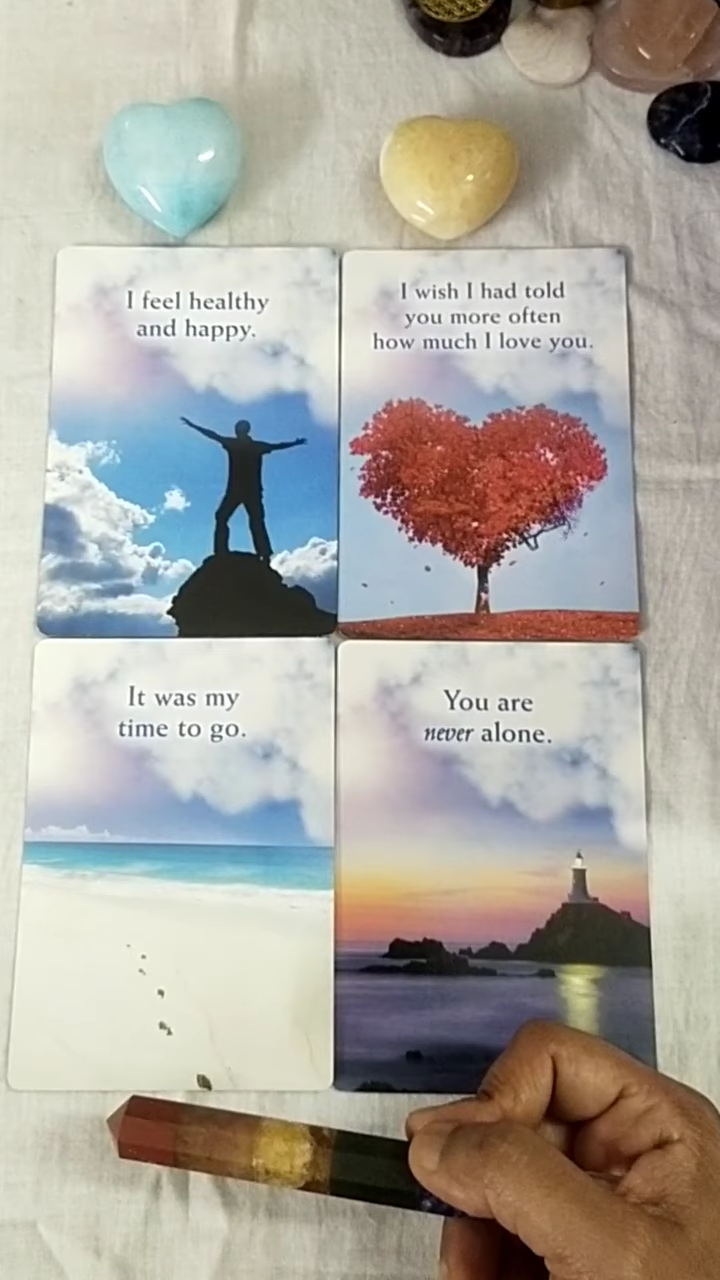 I feel healthy
and happy.
I wish I had told
you more often
how much I love you.
It was my
time to go.
You are
never alone.